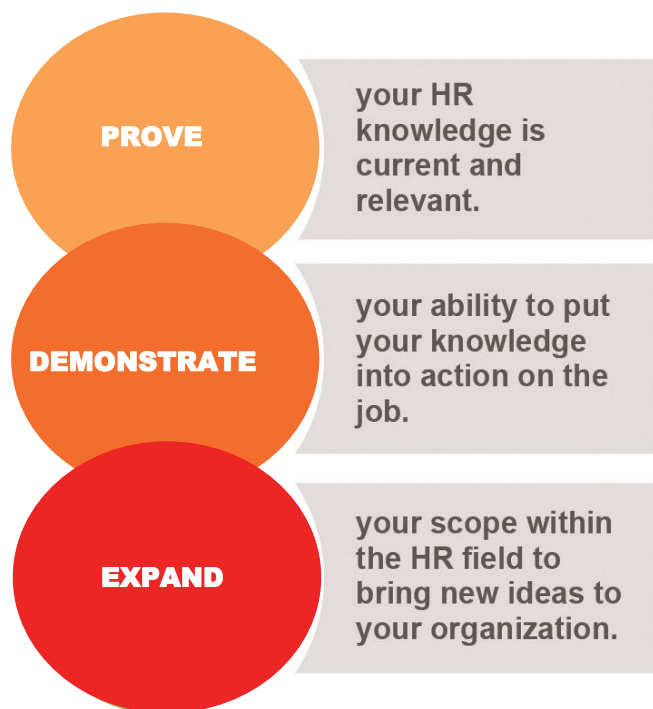 PROVE
your HR
knowledge is
current and
relevant.
DEMONSTRATE
your ability to put
your knowledge
into action on the
job.
EXPAND
your scope within
the HR field to
bring new ideas to
your organization.